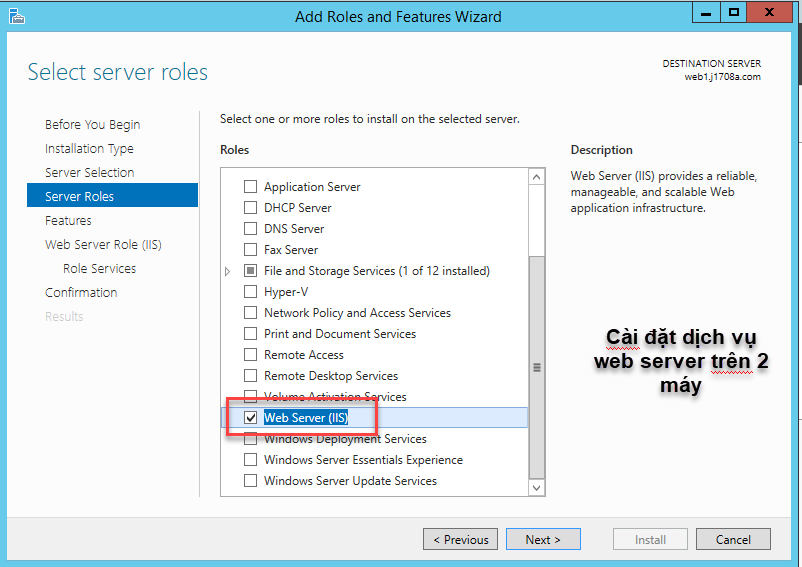 Add Roles and Features Wizard
Select server roles
DESTINATION SERVER
web1.j1708a.com
Before You Begin
Installation Type
Server Selection
Server Roles
Features
Web Server Role (IIS)
Role Services
Confirmation
Results
Select one or more roles to install on the selected server.
Roles
Application Server
DHCP Server
DNS Server
Fax Server
File and Storage Services (1 of 12 installed)
Hyper-V
Network Policy and Access Services
Print and Document Services
Remote Access
Remote Desktop Services
Volume Activation Services
Web Server (IIS)
Windows Deployment Services
Windows Server Essentials Experience
Windows Server Update Services
Description
Web Server (IIS) provides a reliable,
manageable, and scalable Web
application infrastructure.
Cài đặt dịch vụ
web server trên 2
máy
< Previous
Next >
Install
Cancel